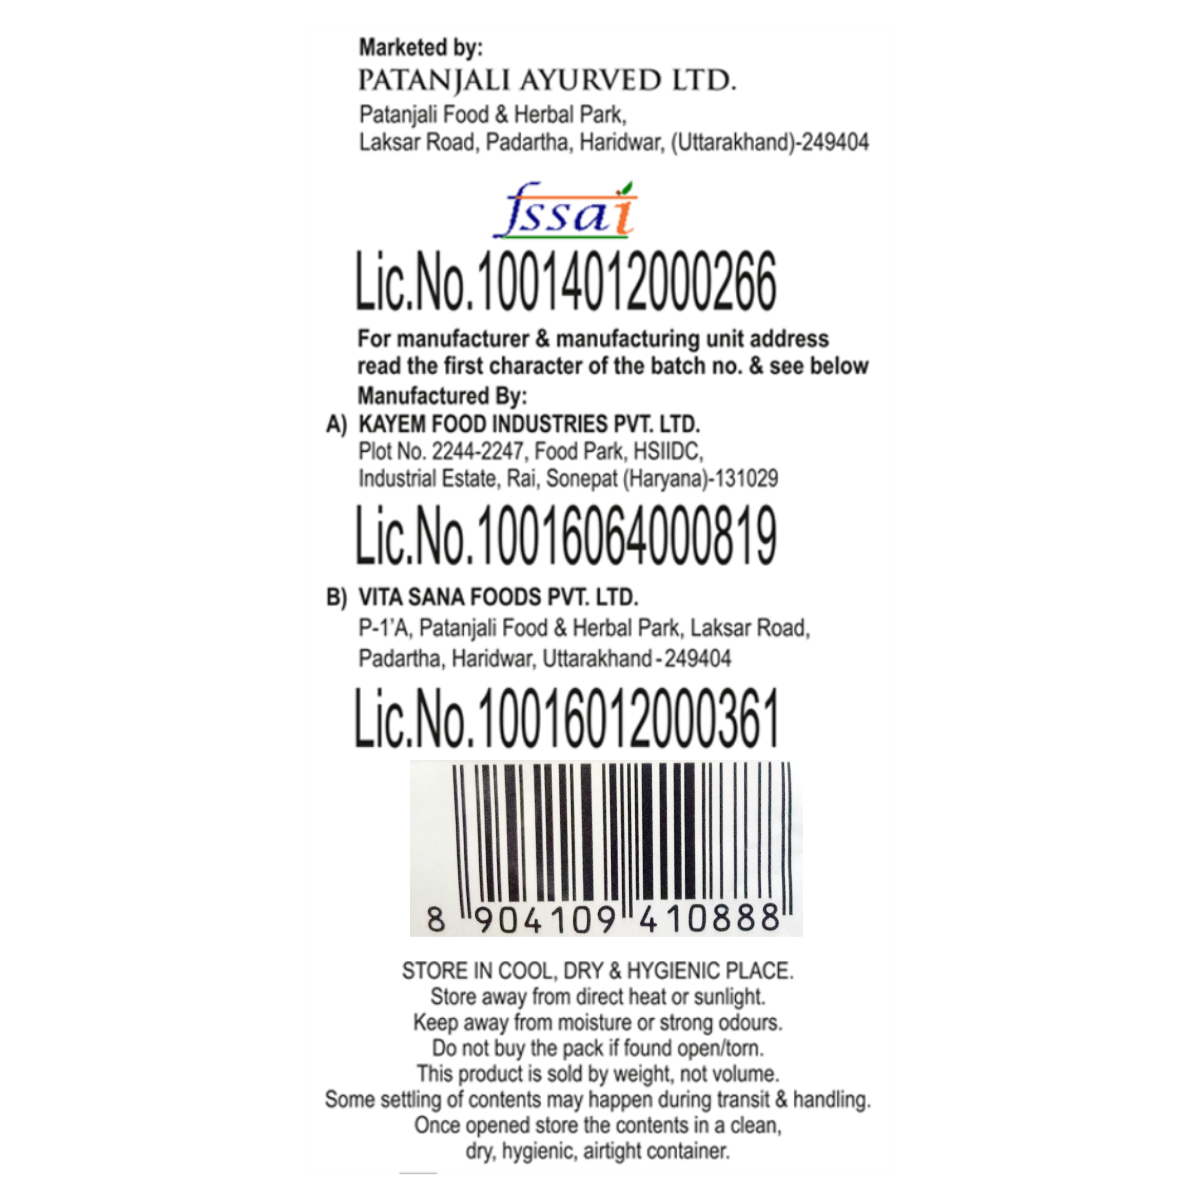 Marketed by:
PATANJALI AYURVED LTD.
Patanjali Food & Herbal Park,
Laksar Road, Padartha, Haridwar, (Uttarakhand)-249404
fssai
Lic.No.10014012000266
For manufacturer & manufacturing unit address
read the first character of the batch no. & see below
Manufactured By:
A) KAYEM FOOD INDUSTRIES PVT. LTD.
Plot No. 2244-2247, Food Park, HSIIDC,
Industrial Estate, Rai, Sonepat (Haryana)-131029
Lic.No.10016064000819
B) VITA SANA FOODS PVT. LTD.
P-1'A, Patanjali Food & Herbal Park, Laksar Road,
Padartha, Haridwar, Uttarakhand-249404
Lic.No.10016012000361
8 904109 410888
STORE IN COOL, DRY & HYGIENIC PLACE.
Store away from direct heat or sunlight.
Keep away from moisture or strong odours.
Do not buy the pack if found open/torn.
This product is sold by weight, not volume.
Some settling of contents may happen during transit & handling.
Once opened store the contents in a clean,
dry, hygienic, airtight container.